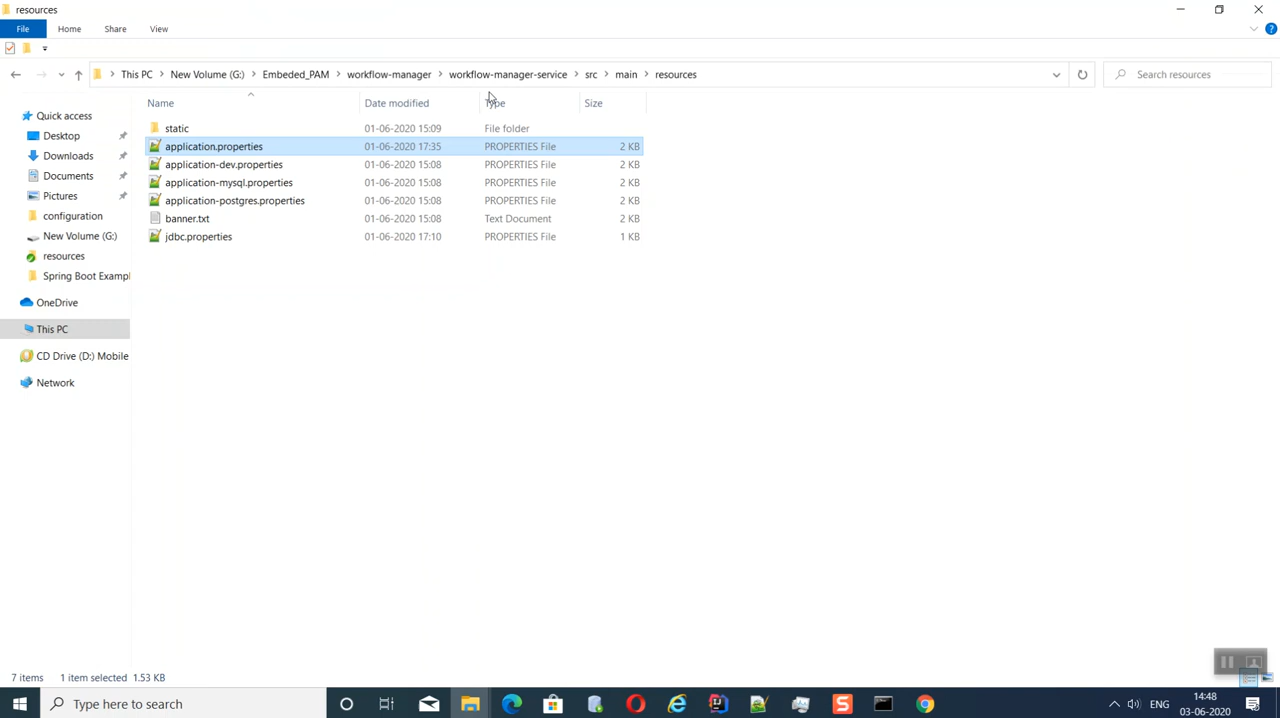 resources
File Home Share View
This PC New Volume (G:) Embeded_PAM workflow-manager workflow-manager-service src main resources Search resources
Name Date modified Type Size
Quick access
Desktop
Downloads
Documents
Pictures
configuration
New Volume (G:)
resources
Spring Boot Exampl
OneDrive
This PC
CD Drive (D:) Mobile
Network
static 01-06-2020 15:09 File folder
application.properties 01-06-2020 17:35 PROPERTIES File 2 KB
application-dev.properties 01-06-2020 15:08 PROPERTIES File 2 KB
application-mysql.properties 01-06-2020 15:08 PROPERTIES File 2 KB
application-postgres.properties 01-06-2020 15:08 PROPERTIES File 2 KB
banner.txt 01-06-2020 15:08 Text Document 2 KB
jdbc.properties 01-06-2020 17:10 PROPERTIES File 1 KB
7 items 1 item selected 1.53 KB
Type here to search
ENG
14:48
03-06-2020